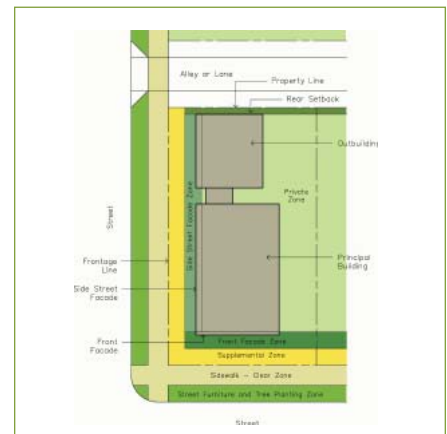 Alley or Lane
Property Line
Rear Setback
Outbuilding
Private
Zone
Street
Side Street Facade Zone
Frontage
Line
Principal
Building
Side Street
Facade
Front
Facade
Front Facade Zone
Supplemental Zone
Sidewalk - Clear Zone
Street Furniture and Tree Planting Zone
Street